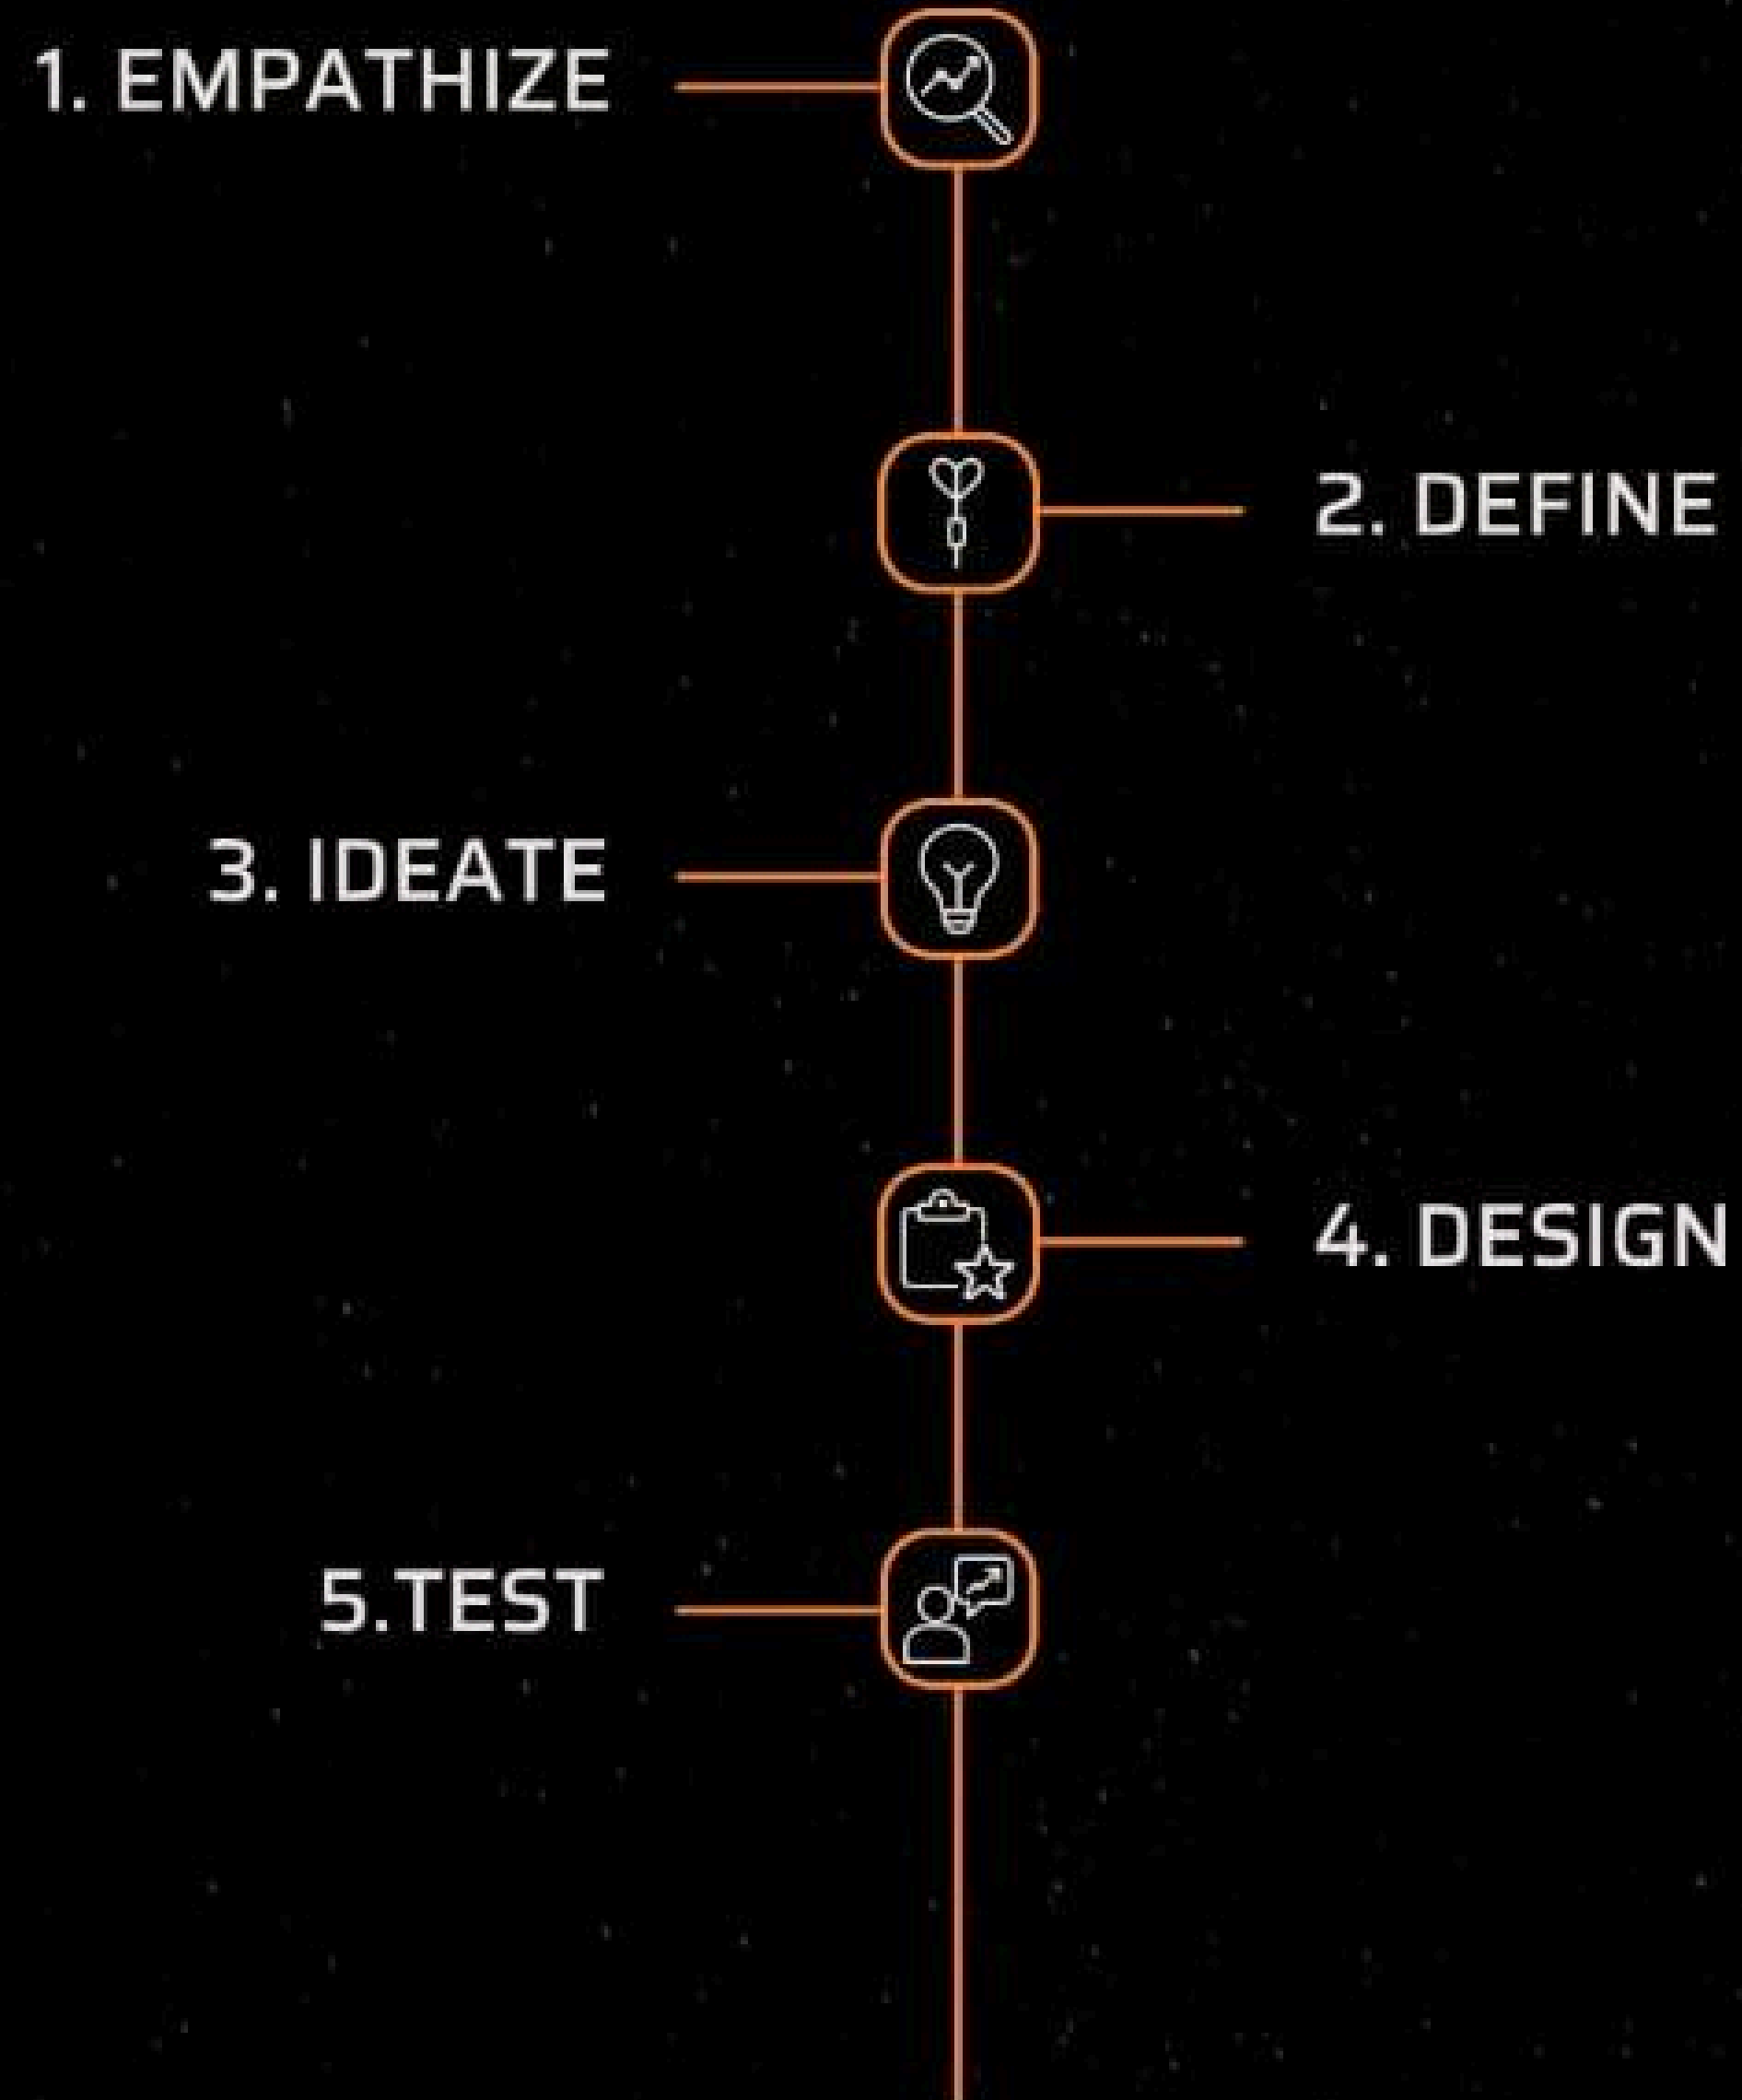 1. EMPATHIZE
2. DEFINE
3. IDEATE
4. DESIGN
5.TEST